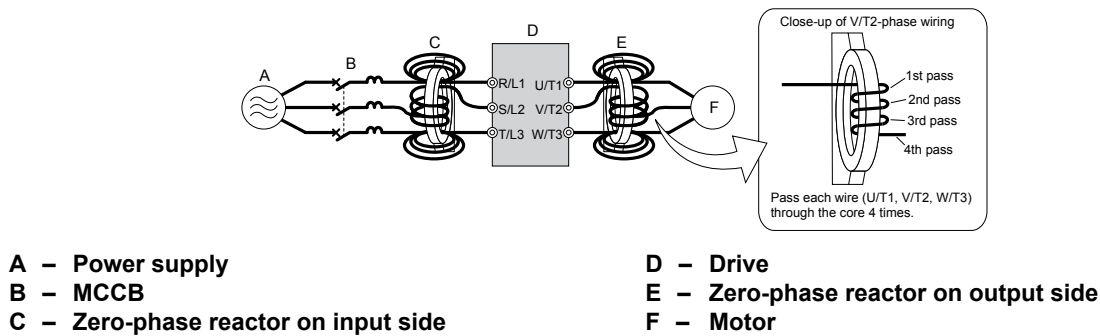 Close-up of V/T2-phase wiring
D
C
E
B
A
1st pass
R/L1 U/T1
2nd pass
S/L2 V/T2
F
3rd pass
T/L3 W/T3
4th pass
Pass each wire (U/T1, V/T2, W/T3)
through the core 4 times.
A – Power supply
B – MCCB
C – Zero-phase reactor on input side
D – Drive
E – Zero-phase reactor on output side
F – Motor